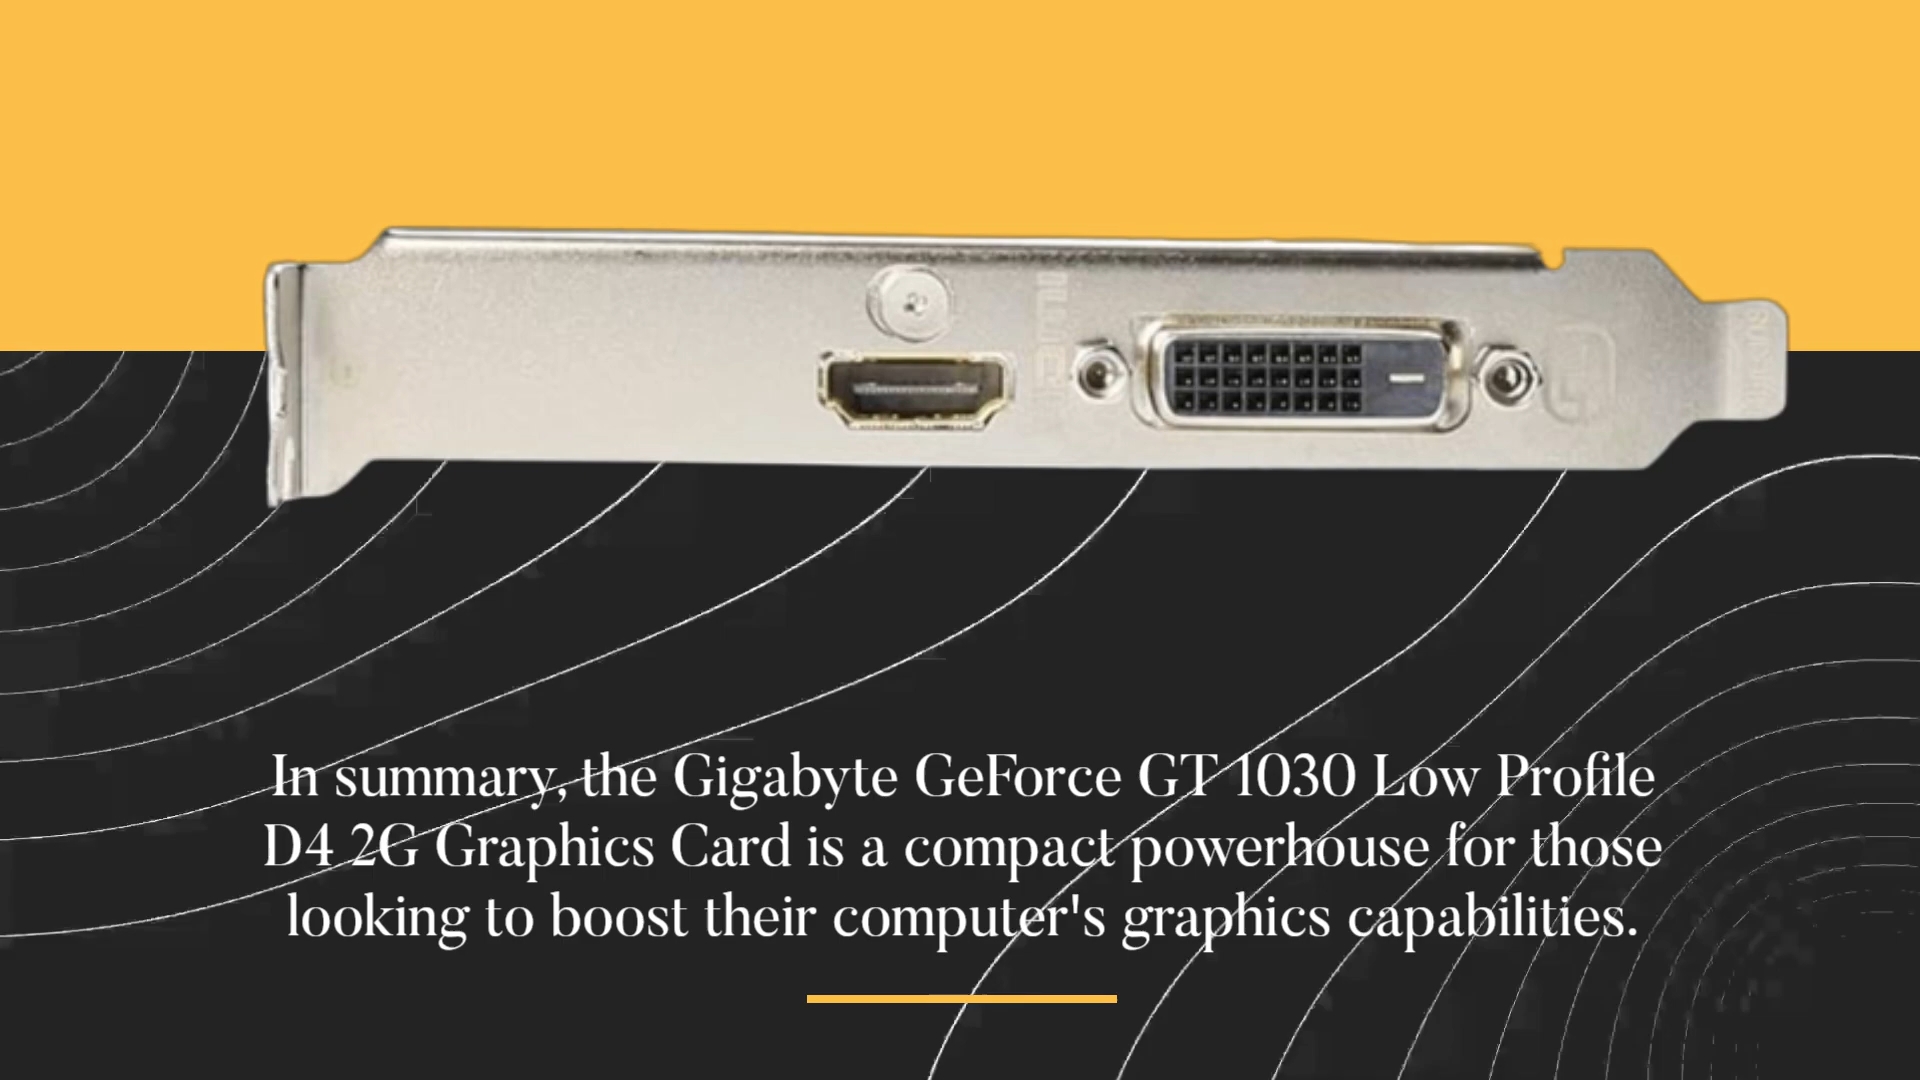 In summary, the Gigabyte GeForce GT 1030 Low Profile
D4 2G Graphics Card is a compact powerhouse for those
looking to boost their computer's graphics capabilities.